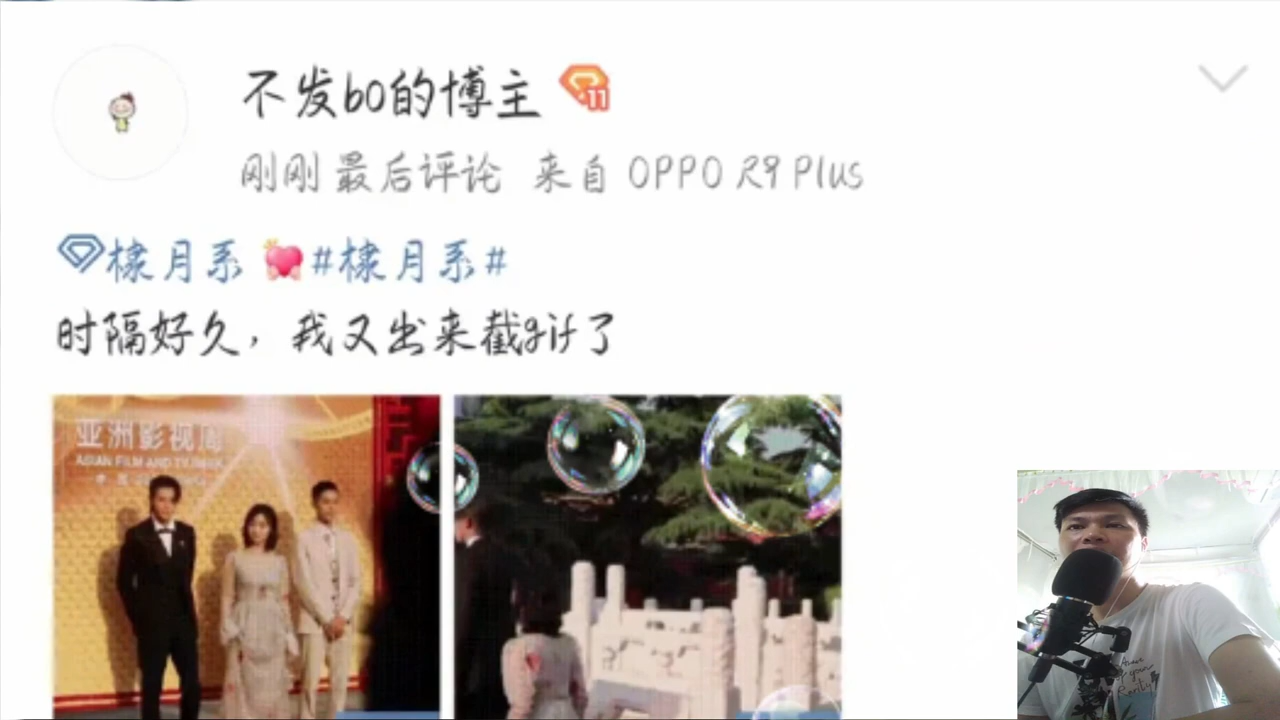 不发bo的博主
11
刚刚 最后评论 来自 OPPO R9 Plus
棣月系 #棣月系#
时隔好久，我又出来截gif了
亚洲影视周
ASIAN FILM AND TV WEEK